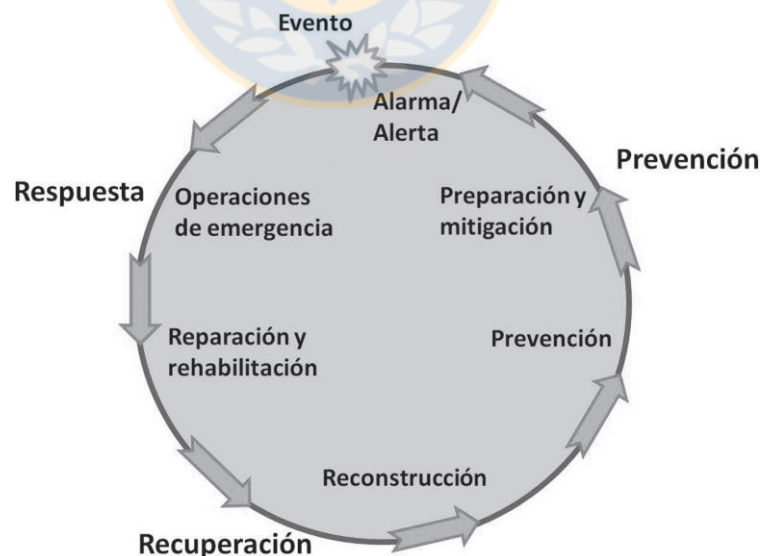 Evento
Alarma/
Alerta
Prevención
Respuesta
Operaciones
de emergencia
Preparación y
mitigación
Reparación y
rehabilitación
Prevención
Reconstrucción
Recuperación